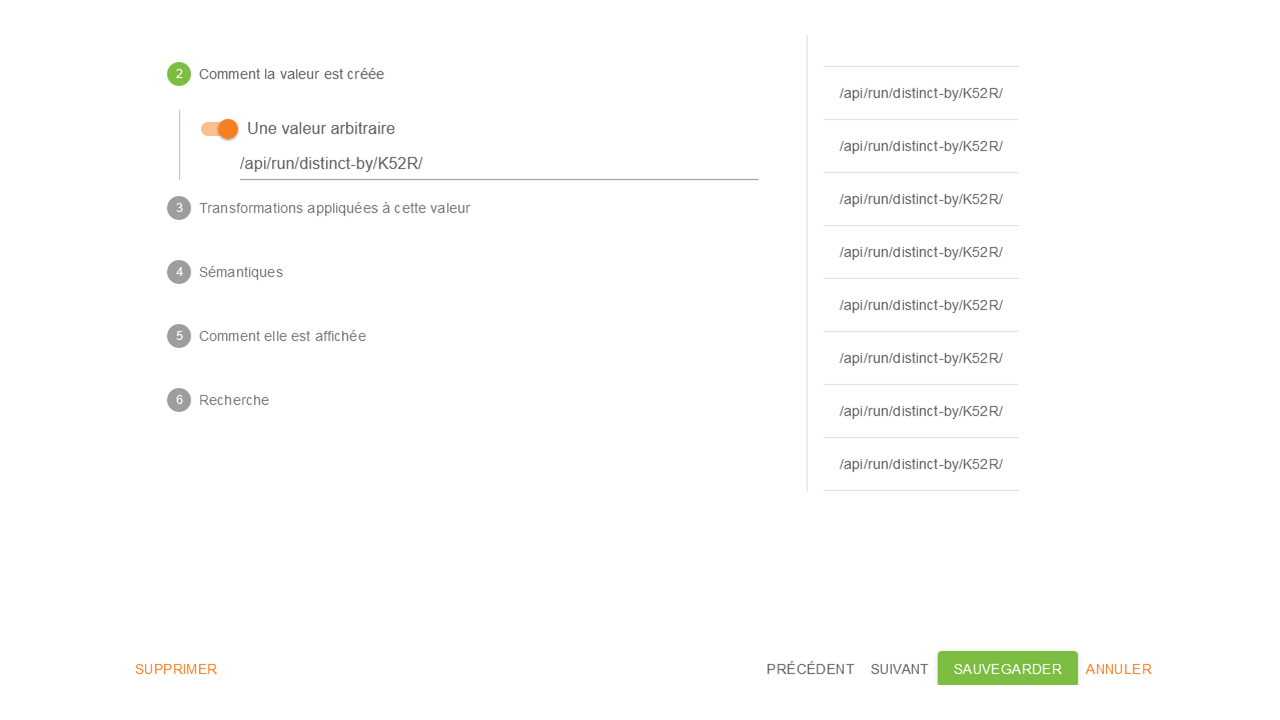 2 Comment la valeur est créée
Une valeur arbitraire
/api/run/distinct-by/K52R/
3 Transformations appliquées à cette valeur
4 Sémantiques
5 Comment elle est affichée
6 Recherche
/api/run/distinct-by/K52R/
/api/run/distinct-by/K52R/
/api/run/distinct-by/K52R/
/api/run/distinct-by/K52R/
/api/run/distinct-by/K52R/
/api/run/distinct-by/K52R/
/api/run/distinct-by/K52R/
/api/run/distinct-by/K52R/
SUPPRIMER PRÉCÉDENT SUIVANT SAUVEGARDER ANNULER